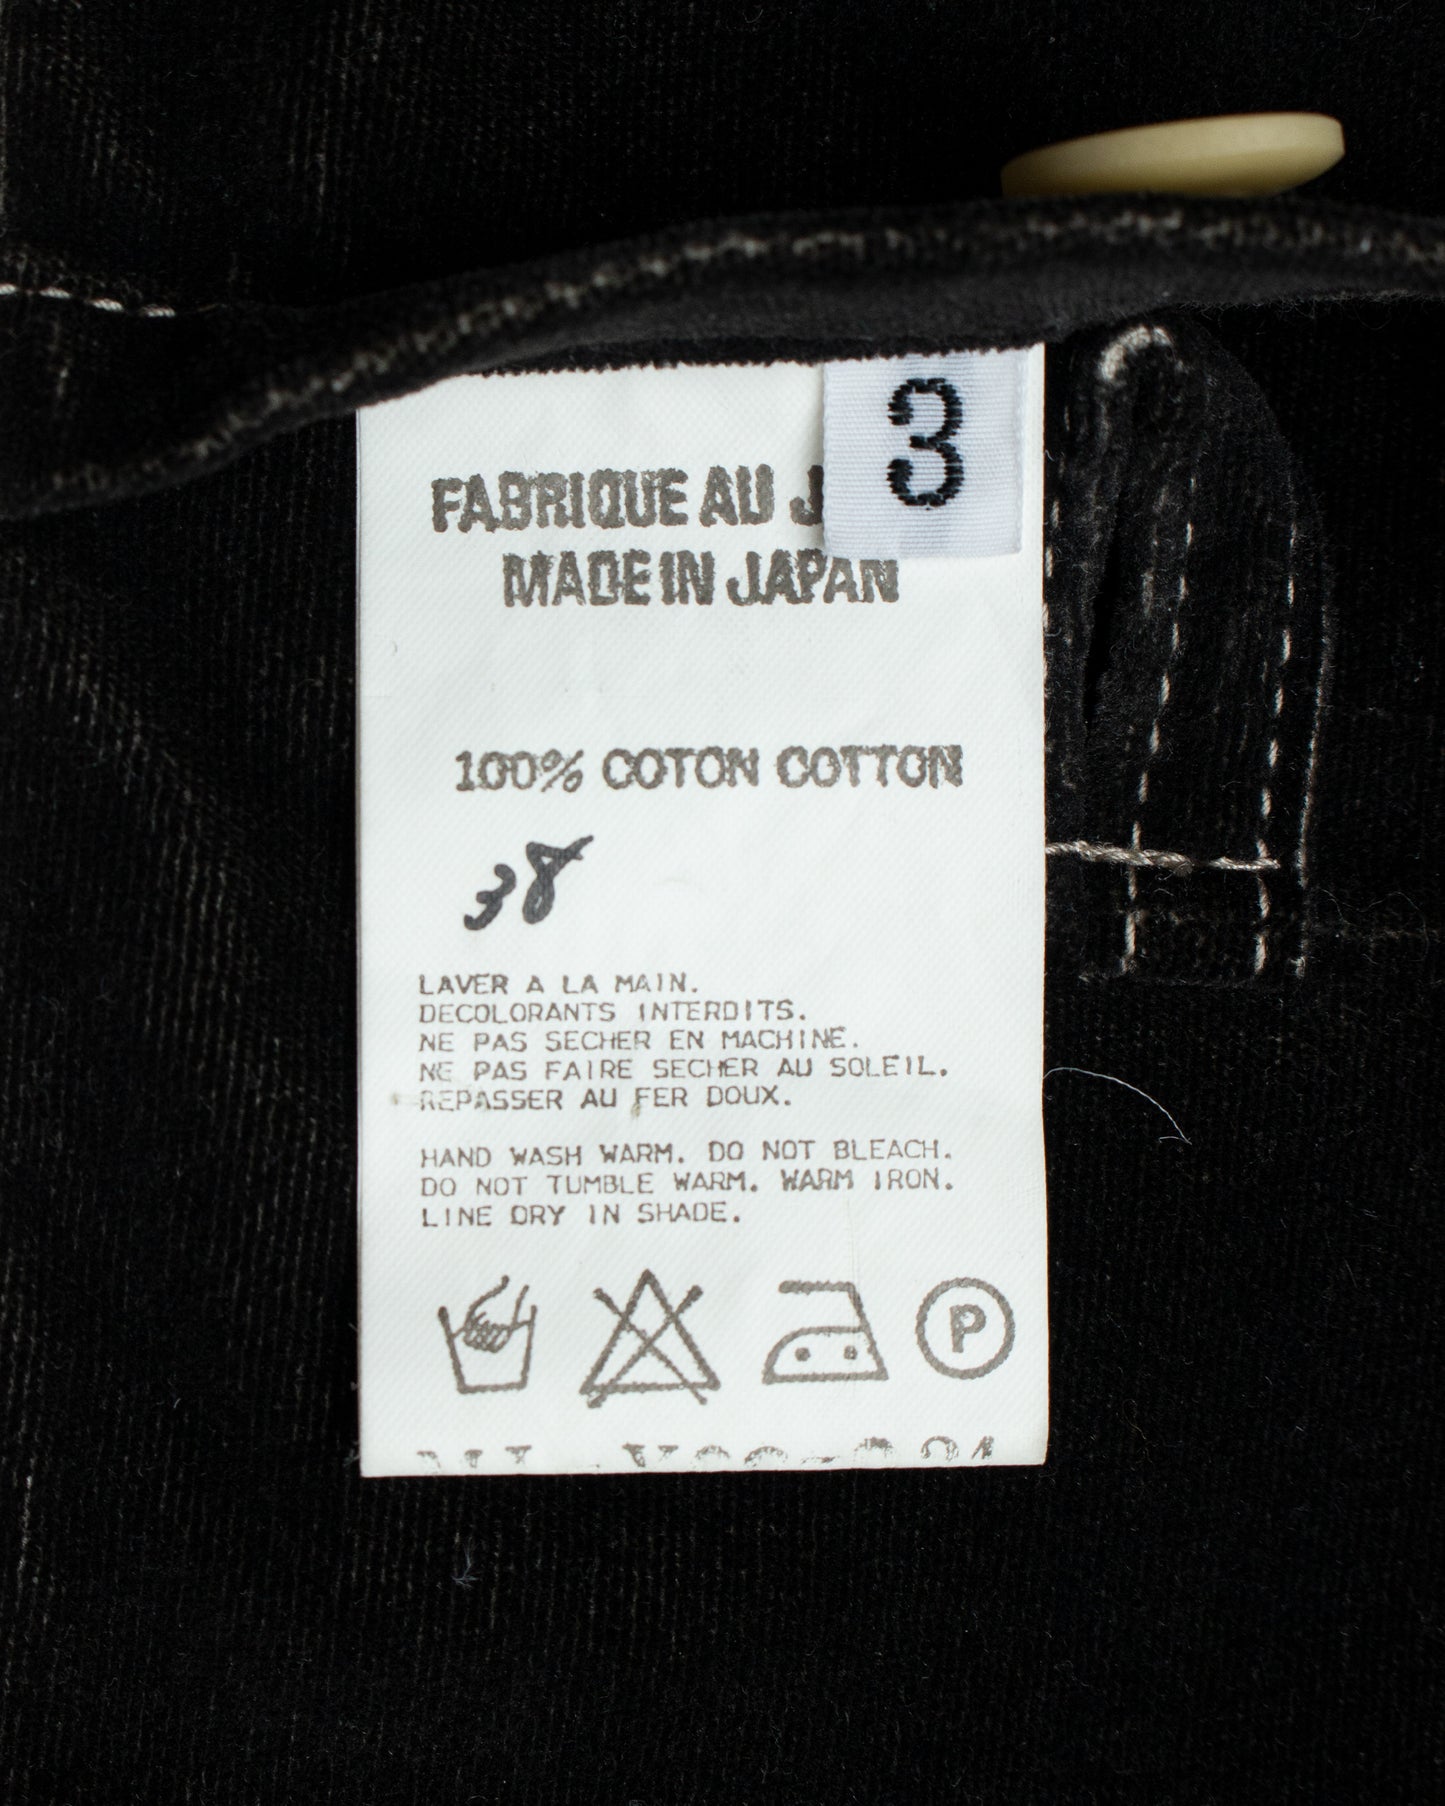 3
FABRIQUE AU J
MADE IN JAPAN
100% COTON COTTON
38
LAVER A LA MAIN.
DECOLORANTS INTERDITS.
NE PAS SECHER EN MACHINE.
NE PAS FAIRE SECHER AU SOLEIL.
REPASSER AU FER DOUX.
HAND WASH WARM. DO NOT BLEACH.
DO NOT TUMBLE WARM. WARM IRON.
LINE DRY IN SHADE.
P